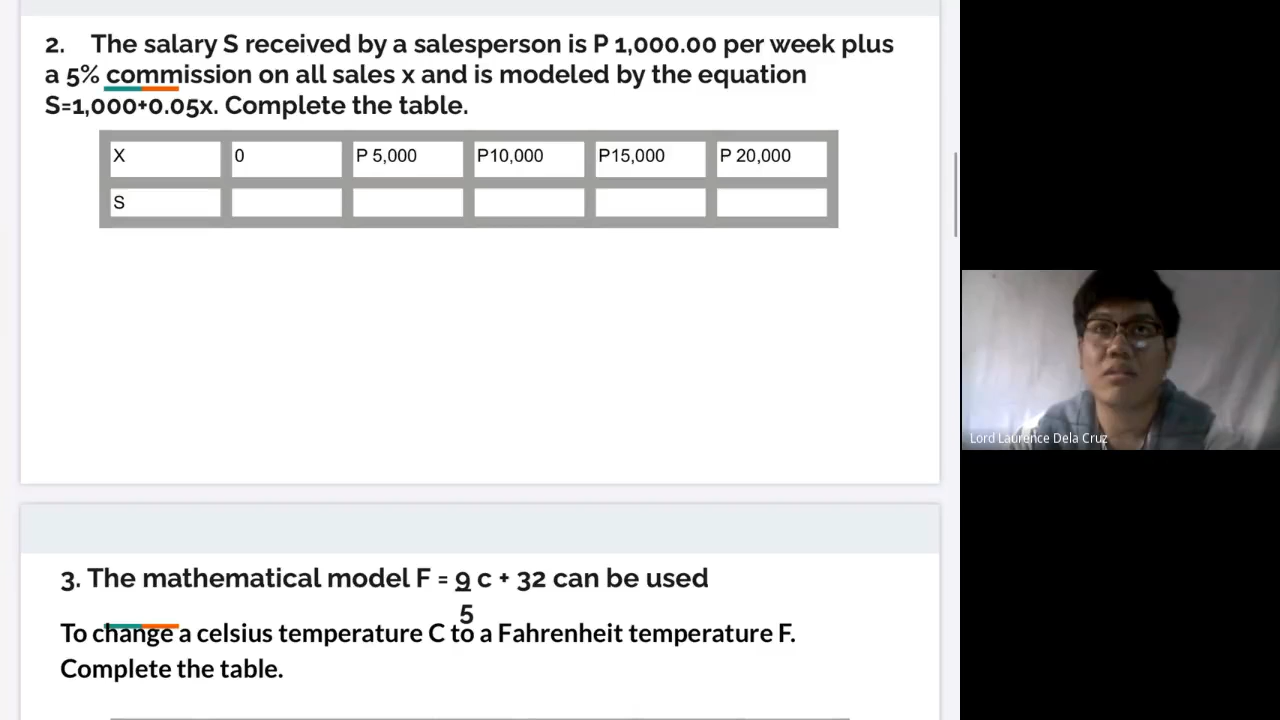 2. The salary S received by a salesperson is P 1,000.00 per week plus
a 5% commission on all sales x and is modeled by the equation
S=1,000+0.05x. Complete the table.
X 0 P 5,000 P10,000 P15,000 P 20,000
S
Lord Laurence Dela Cruz
3. The mathematical model F = 9 c + 32 can be used
5
To change a celsius temperature C to a Fahrenheit temperature F.
Complete the table.